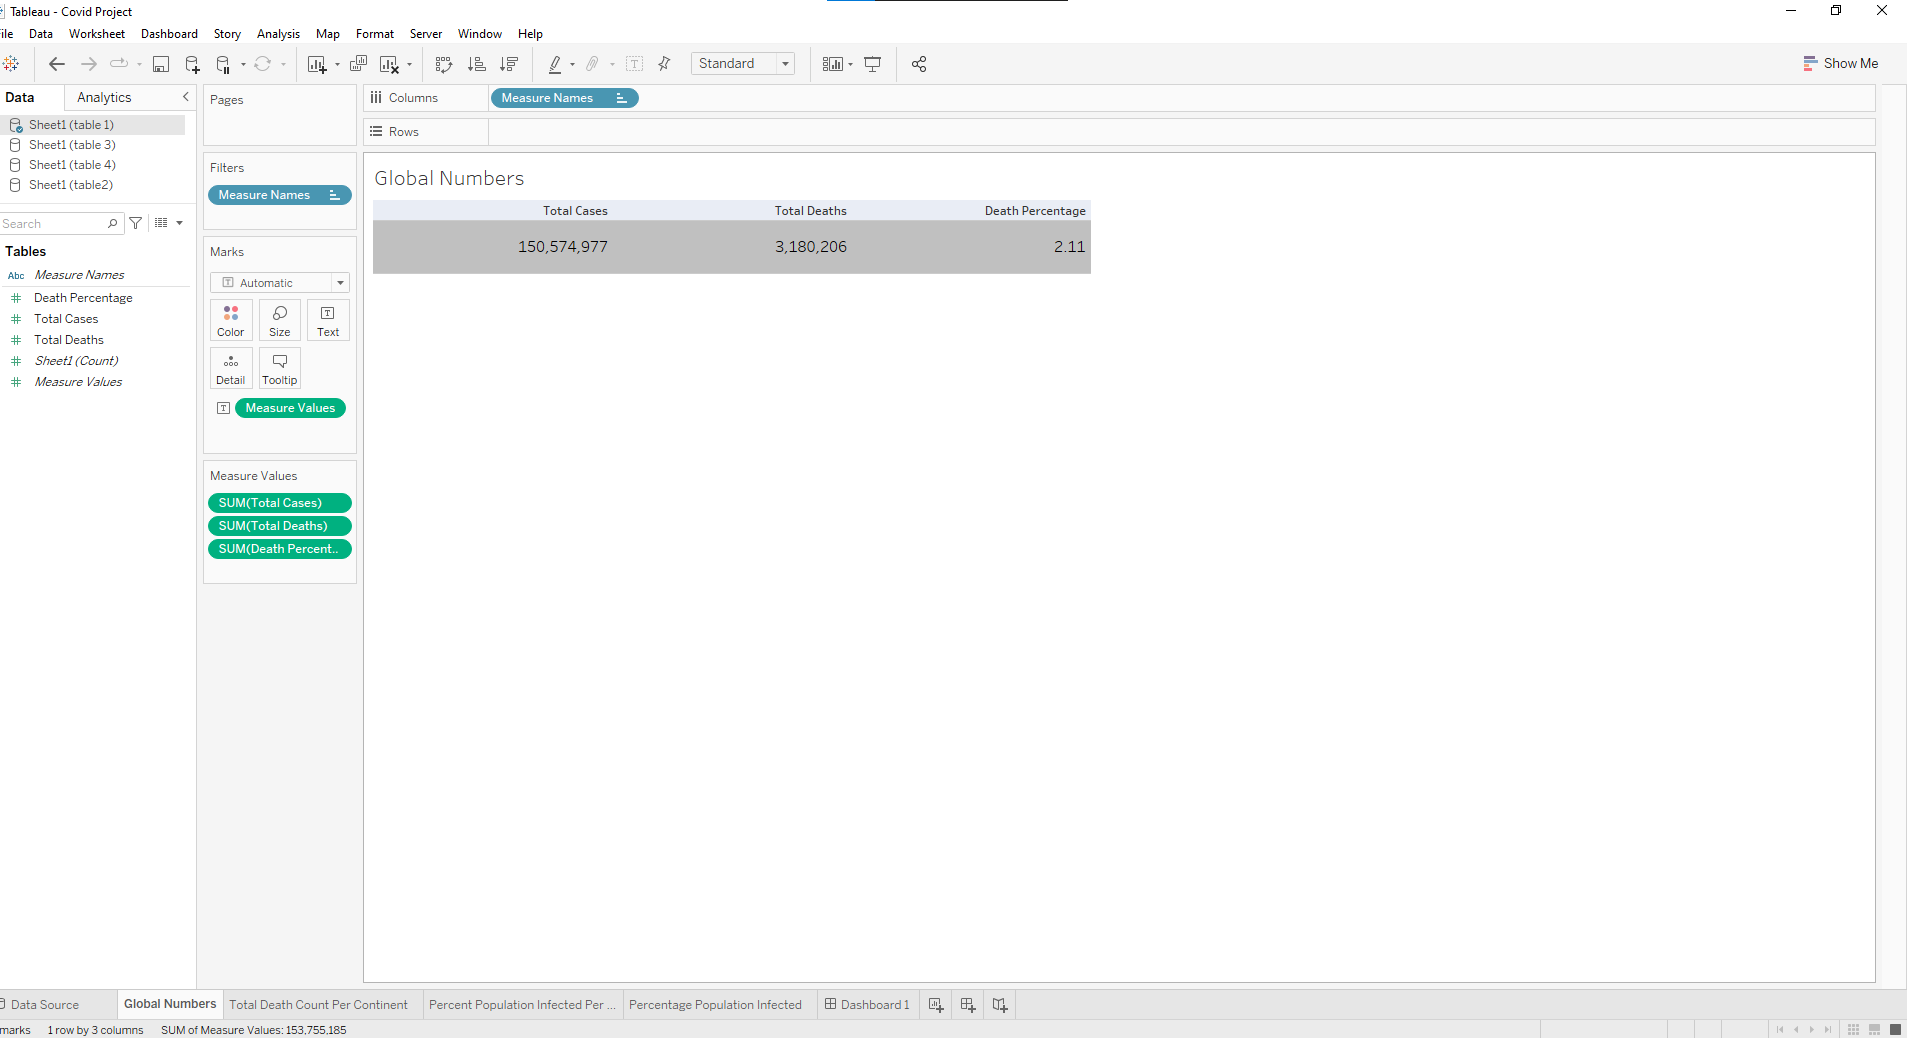 Tableau - Covid Project
ile Data Worksheet Dashboard Story Analysis Map Format Server Window Help
Standard
Show Me
Data Analytics
Sheet1 (table 1)
Sheet1 (table 3)
Sheet1 (table 4)
Sheet1 (table2)
Search
Tables
Abc Measure Names
Death Percentage
Total Cases
Total Deaths
Sheet1 (Count)
Measure Values
Pages
Filters
Measure Names
Marks
T Automatic
Color Size Text
Detail Tooltip
T Measure Values
Measure Values
SUM(Total Cases)
SUM(Total Deaths)
SUM(Death Percent..
Columns Measure Names
Rows
Global Numbers
Total Cases Total Deaths Death Percentage
150,574,977 3,180,206 2.11
Data Source Global Numbers Total Death Count Per Continent Percent Population Infected Per ... Percentage Population Infected Dashboard 1
marks 1 row by 3 columns SUM of Measure Values: 153,755,185